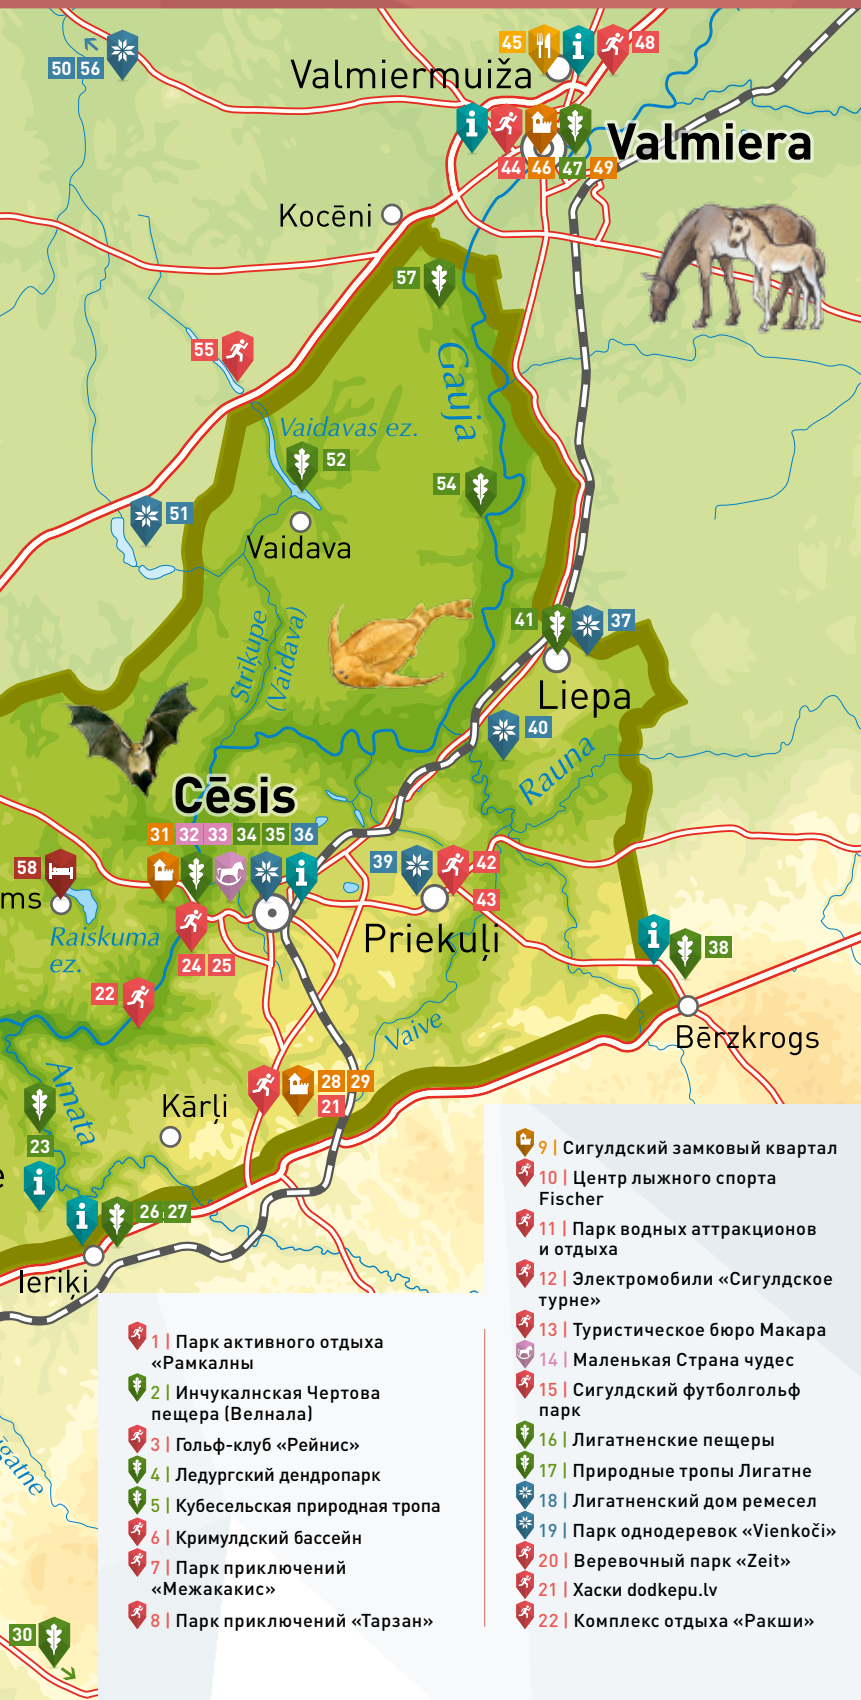 45
48
50 56
Valmiermuiža
Valmiera
44 46 47 49
Kocēni
57
55
Gauja
Vaidavas ez.
52
54
51
Vaidava
Strīķupe
(Vaidava)
41
37
Liepa
40
Rauna
Cēsis
31 32 33 34 35 36
58
39
42
43
ms
Priekuļi
Raiskuma
ez.
24 25
38
22
Bērzkrogs
Vaive
Amata
Kārļi
28 29
21
23
e
26 27
Ieriķi
īgatne
30
1 | Парк активного отдыха
«Рамкалны
2 | Инчукалнская Чертова
пещера (Велнала)
3 | Гольф-клуб «Рейнис»
4 | Ледургский дендропарк
5 | Кубесельская природная тропа
6 | Кримулдский бассейн
7 | Парк приключений
«Межакакис»
8 | Парк приключений «Тарзан»
9 | Сигулдский замковый квартал
10 | Центр лыжного спорта
Fischer
11 | Парк водных аттракционов
и отдыха
12 | Электромобили «Сигулдское
турне»
13 | Туристическое бюро Макара
14 | Маленькая Страна чудес
15 | Сигулдский футболгольф
парк
16 | Лигатненские пещеры
17 | Природные тропы Лигатне
18 | Лигатненский дом ремесел
19 | Парк однодеревок «Vienkoči»
20 | Веревочный парк «Zeit»
21 | Хаски dodkepu.lv
22 | Комплекс отдыха «Ракши»